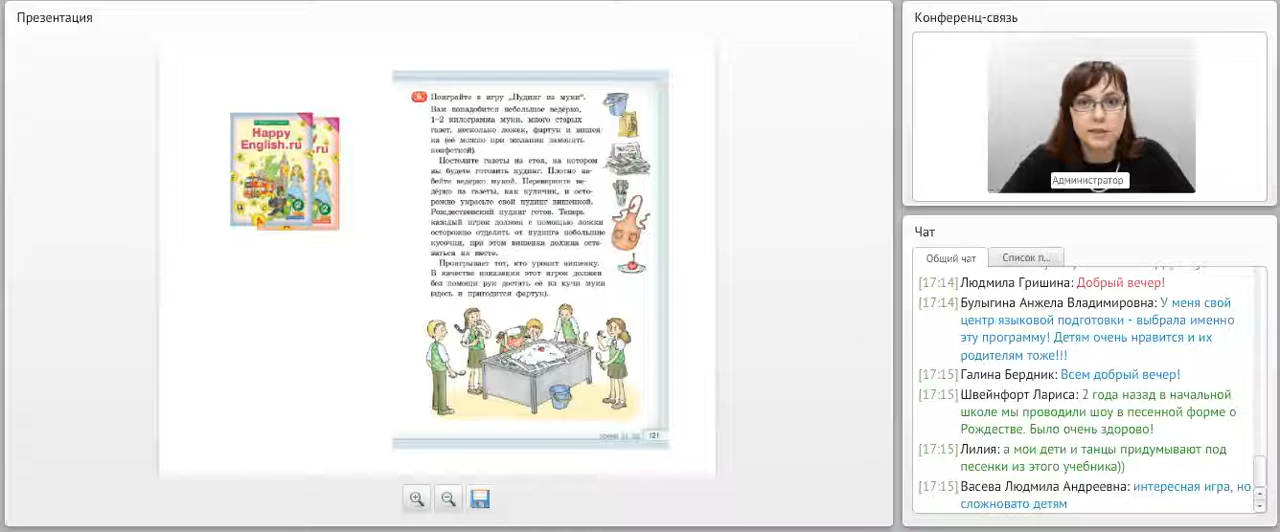 Презентация
Happy
English.ru
.ru
Поиграйте в игру „Пудинг из муки“.
Вам понадобится небольшое ведёрко,
1–2 килограмма муки, много старых
газет, несколько ложек, фартук и вишен-
ка (её можно при желании заменить
конфеткой).
Постелите газеты на стол, на котором
вы будете готовить пудинг. Плотно на-
бейте ведёрко мукой. Переверните ве-
дёрко на газеты, как куличик, и осто-
рожно украсьте свой пудинг вишенкой.
Рождественский пудинг готов. Теперь
каждый игрок должен с помощью ложки
осторожно отделить от пудинга небольшие
кусочки, при этом вишенка должна оста-
ваться на месте.
Проигрывает тот, кто уронит вишенку.
В качестве наказания этот игрок должен
без помощи рук достать её из кучи муки
(здесь и пригодится фартук).
121
Конференц-связь
Администратор
Чат
Общий чат
Список п...
[17:14] Людмила Гришина: Добрый вечер!
[17:14] Булыгина Анжела Владимировна: У меня свой
центр языковой подготовки - выбрала именно
эту программу! Детям очень нравится и их
родителям тоже!!!
[17:15] Галина Бердник: Всем добрый вечер!
[17:15] Швейнфорт Лариса: 2 года назад в начальной
школе мы проводили шоу в песенной форме о
Рождестве. Было очень здорово!
[17:15] Лилия: а мои дети и танцы придумывают под
песенки из этого учебника))
[17:15] Васева Людмила Андреевна: интересная игра, но
сложновато детям